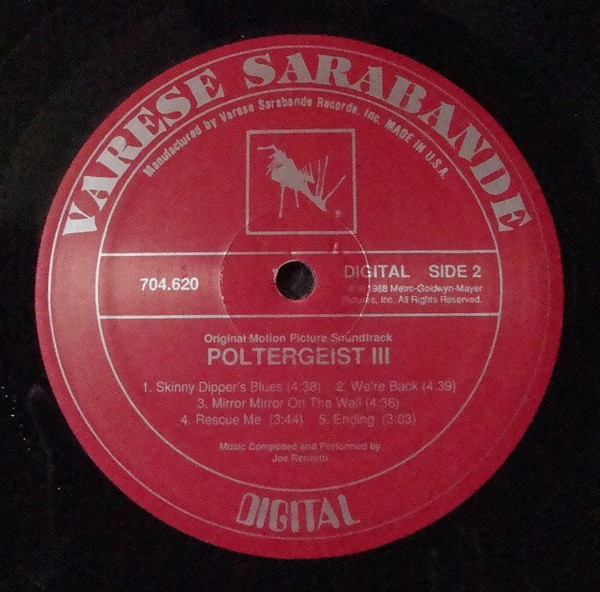 VARESE SARABANDE
Manufactured by Varese Sarabande Records, Inc. MADE IN U.S.A.
704.620
DIGITAL SIDE 2
℗ © 1988 Metro-Goldwyn-Mayer
Pictures, Inc. All Rights Reserved.
Original Motion Picture Soundtrack
POLTERGEIST III
1. Skinny Dipper's Blues (4:38) 2. We're Back (4:39)
3. Mirror Mirror On The Wall (4:36)
4. Rescue Me (3:44) 5. Ending (3:03)
Music Composed and Performed by
Joe Renzetti
DIGITAL